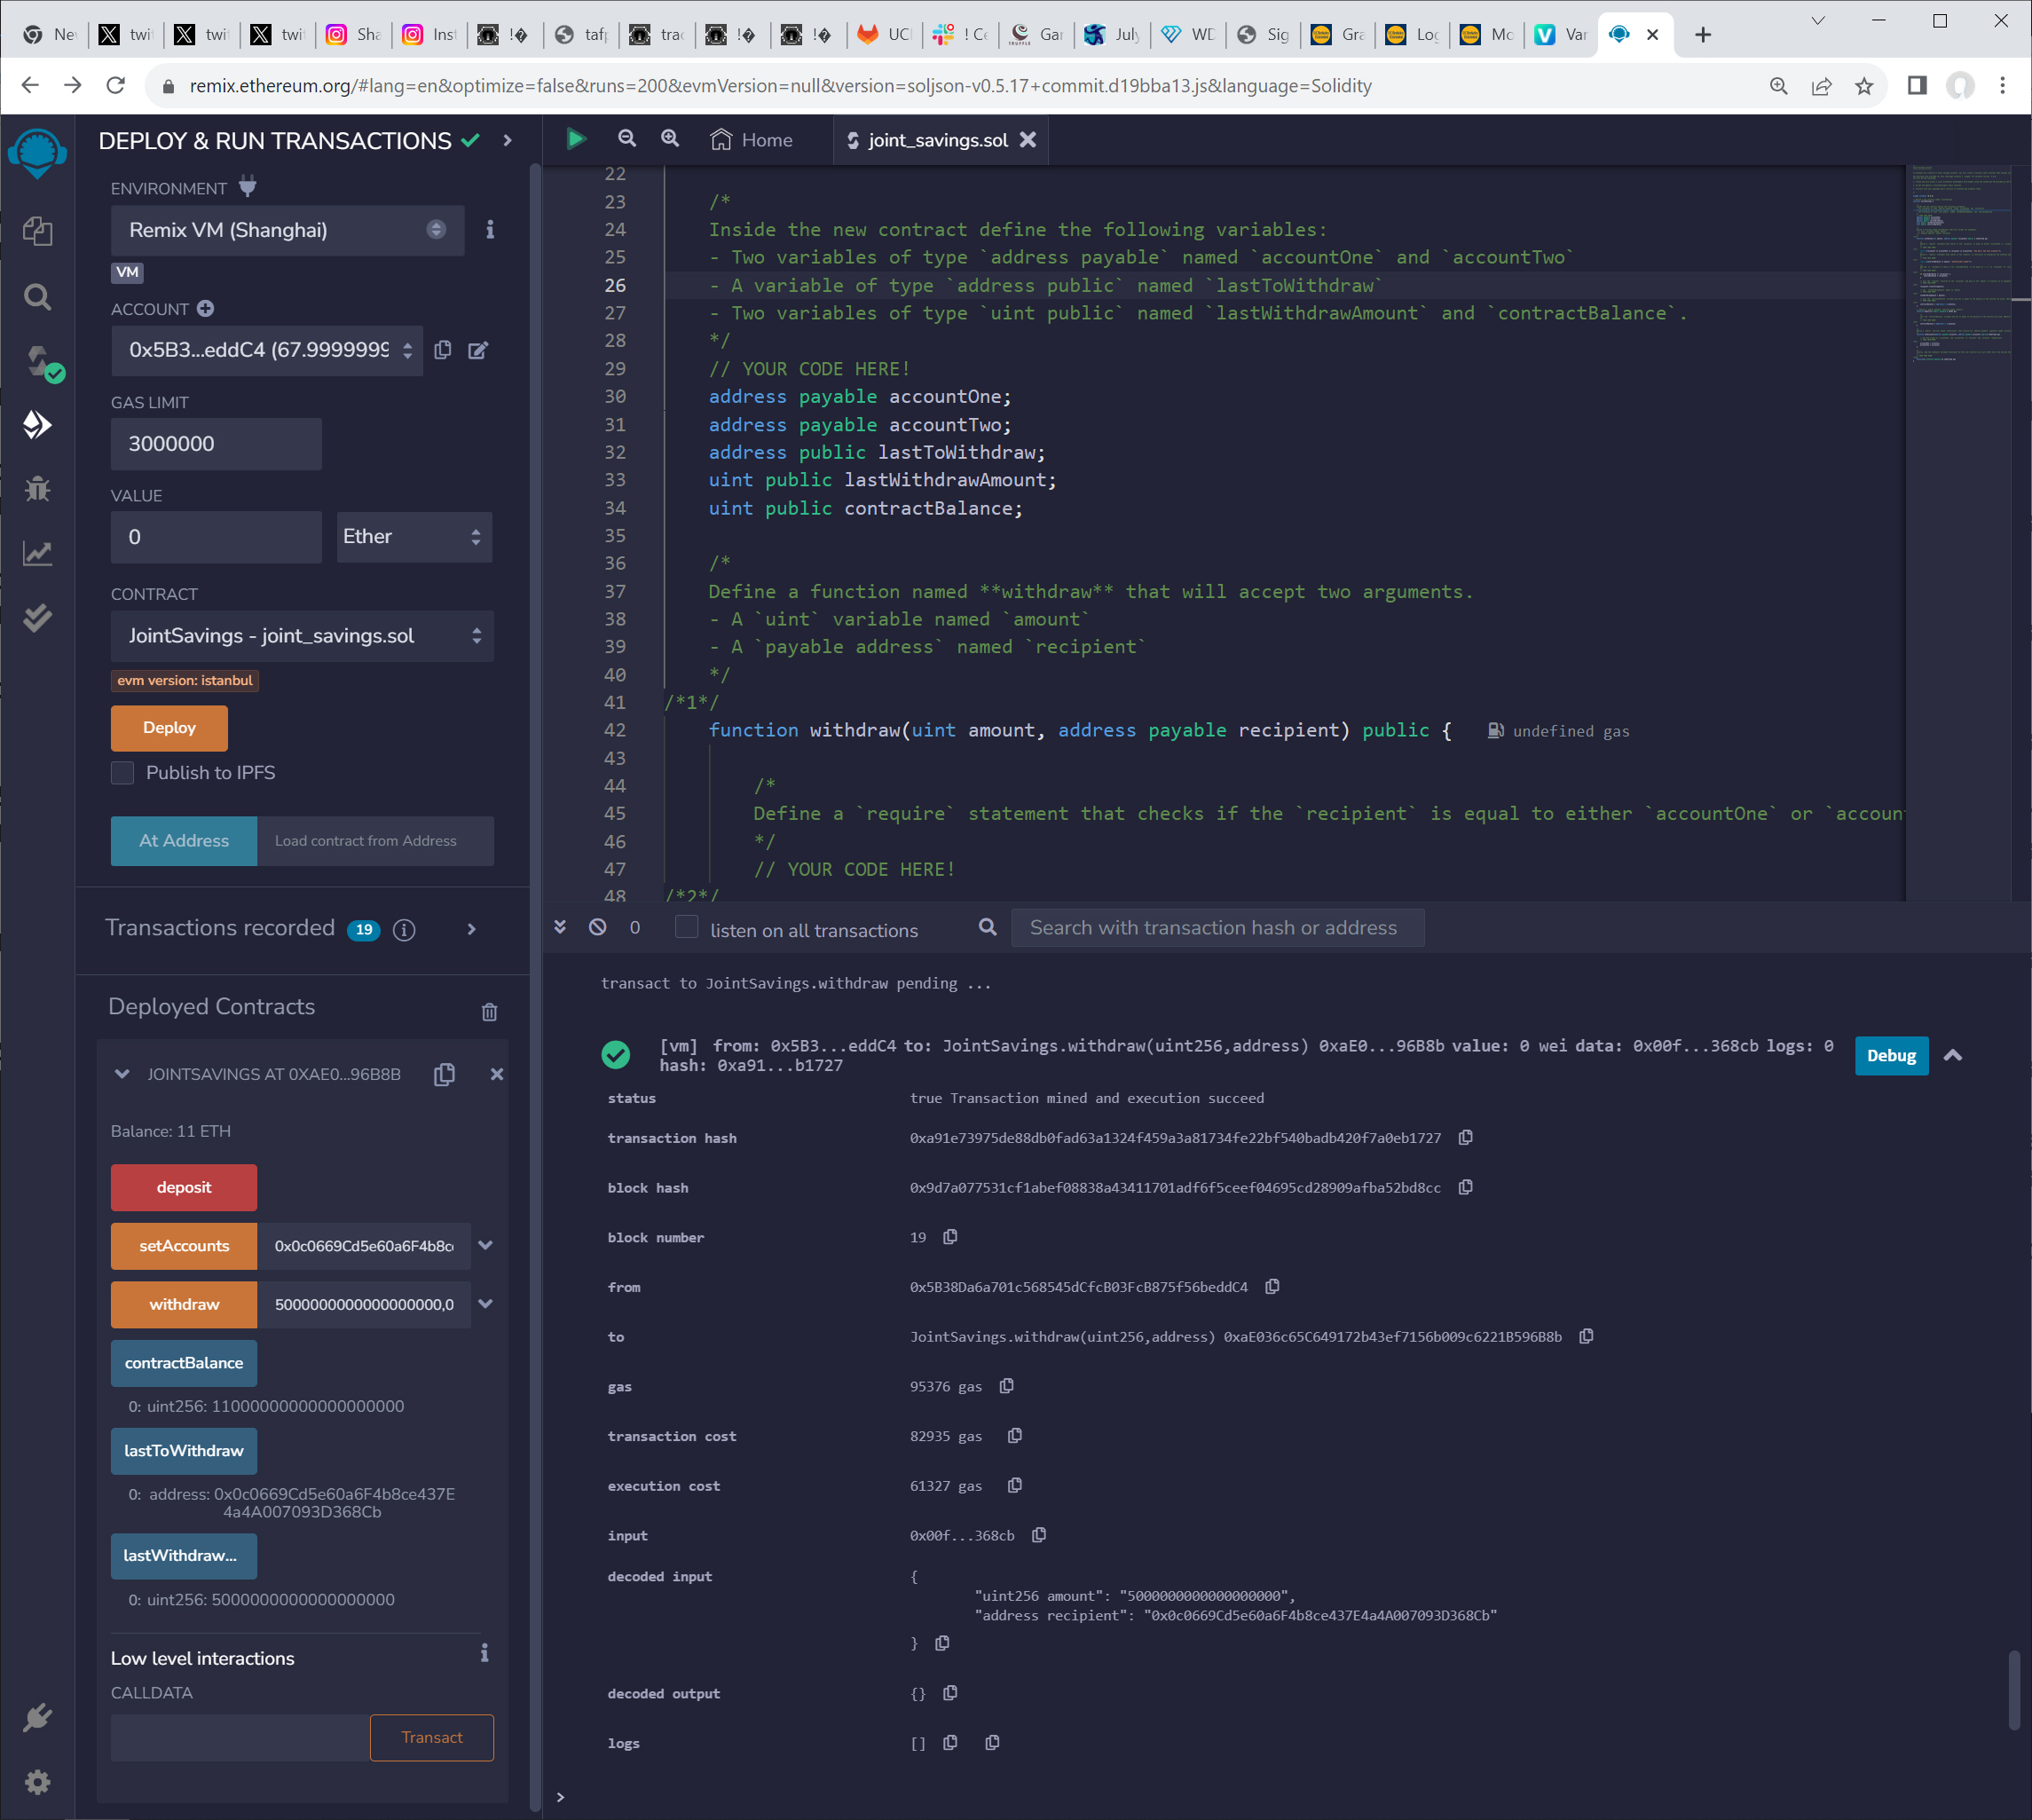 New
twit
twit
twit
Sha
Inst
!�
tafp
trac
!�
!�
UCI
! Ce
Gar
July
WD
Sig
Gra
Log
Mo
Var
remix.ethereum.org/#lang=en&optimize=false&runs=200&evmVersion=null&version=soljson-v0.5.17+commit.d19bba13.js&language=Solidity
DEPLOY & RUN TRANSACTIONS
ENVIRONMENT
Remix VM (Shanghai)
VM
ACCOUNT
0x5B3...eddC4 (67.9999999
GAS LIMIT
3000000
VALUE
0
Ether
CONTRACT
JointSavings - joint_savings.sol
evm version: istanbul
Deploy
Publish to IPFS
At Address
Load contract from Address
Transactions recorded 19
Deployed Contracts
JOINTSAVINGS AT 0XAE0...96B8B
Balance: 11 ETH
deposit
setAccounts
0x0c0669Cd5e60a6F4b8c
withdraw
5000000000000000000,0
contractBalance
0: uint256: 11000000000000000000
lastToWithdraw
0: address: 0x0c0669Cd5e60a6F4b8ce437E
4a4A007093D368Cb
lastWithdraw...
0: uint256: 5000000000000000000
Low level interactions
CALLDATA
Transact
Home
joint_savings.sol
22
23 /*
24 Inside the new contract define the following variables:
25 - Two variables of type `address payable` named `accountOne` and `accountTwo`
26 - A variable of type `address public` named `lastToWithdraw`
27 - Two variables of type `uint public` named `lastWithdrawAmount` and `contractBalance`.
28 */
29 // YOUR CODE HERE!
30 address payable accountOne;
31 address payable accountTwo;
32 address public lastToWithdraw;
33 uint public lastWithdrawAmount;
34 uint public contractBalance;
35
36 /*
37 Define a function named **withdraw** that will accept two arguments.
38 - A `uint` variable named `amount`
39 - A `payable address` named `recipient`
40 */
41 /*1*/
42 function withdraw(uint amount, address payable recipient) public { undefined gas
43
44 /*
45 Define a `require` statement that checks if the `recipient` is equal to either `accountOne` or `accoun
46 */
47 // YOUR CODE HERE!
48 /*2*/
0
listen on all transactions
Search with transaction hash or address
transact to JointSavings.withdraw pending ...
[vm] from: 0x5B3...eddC4 to: JointSavings.withdraw(uint256,address) 0xaE0...96B8b value: 0 wei data: 0x00f...368cb logs: 0
hash: 0xa91...b1727
Debug
status true Transaction mined and execution succeed
transaction hash 0xa91e73975de88db0fad63a1324f459a3a81734fe22bf540badb420f7a0eb1727
block hash 0x9d7a077531cf1abef08838a43411701adf6f5ceef04695cd28909afba52bd8cc
block number 19
from 0x5B38Da6a701c568545dCfcB03FcB875f56beddC4
to JointSavings.withdraw(uint256,address) 0xaE036c65C649172b43ef7156b009c6221B596B8b
gas 95376 gas
transaction cost 82935 gas
execution cost 61327 gas
input 0x00f...368cb
decoded input {
"uint256 amount": "5000000000000000000",
"address recipient": "0x0c0669Cd5e60a6F4b8ce437E4a4A007093D368Cb"
}
decoded output {}
logs []
>